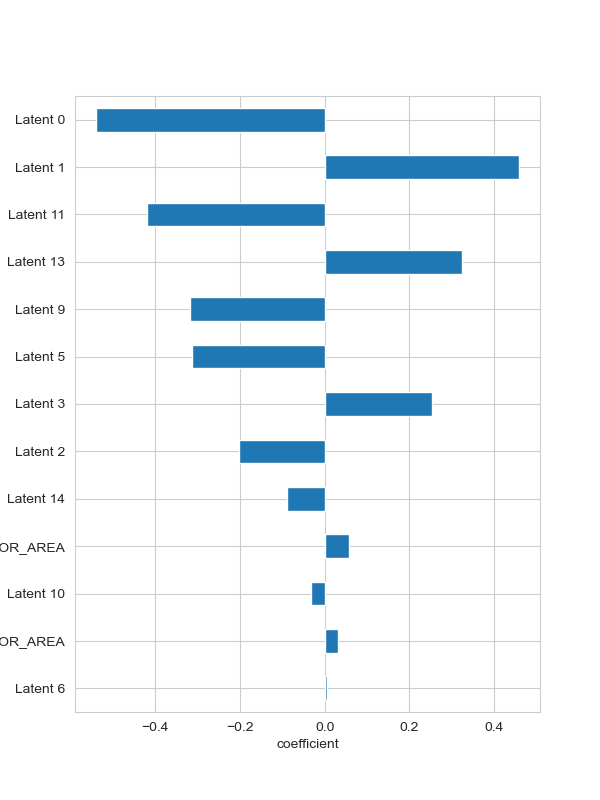 Latent 0
Latent 1
Latent 11
Latent 13
Latent 9
Latent 5
Latent 3
Latent 2
Latent 14
OR_AREA
Latent 10
OR_AREA
Latent 6
−0.4 −0.2 0.0 0.2 0.4
coefficient